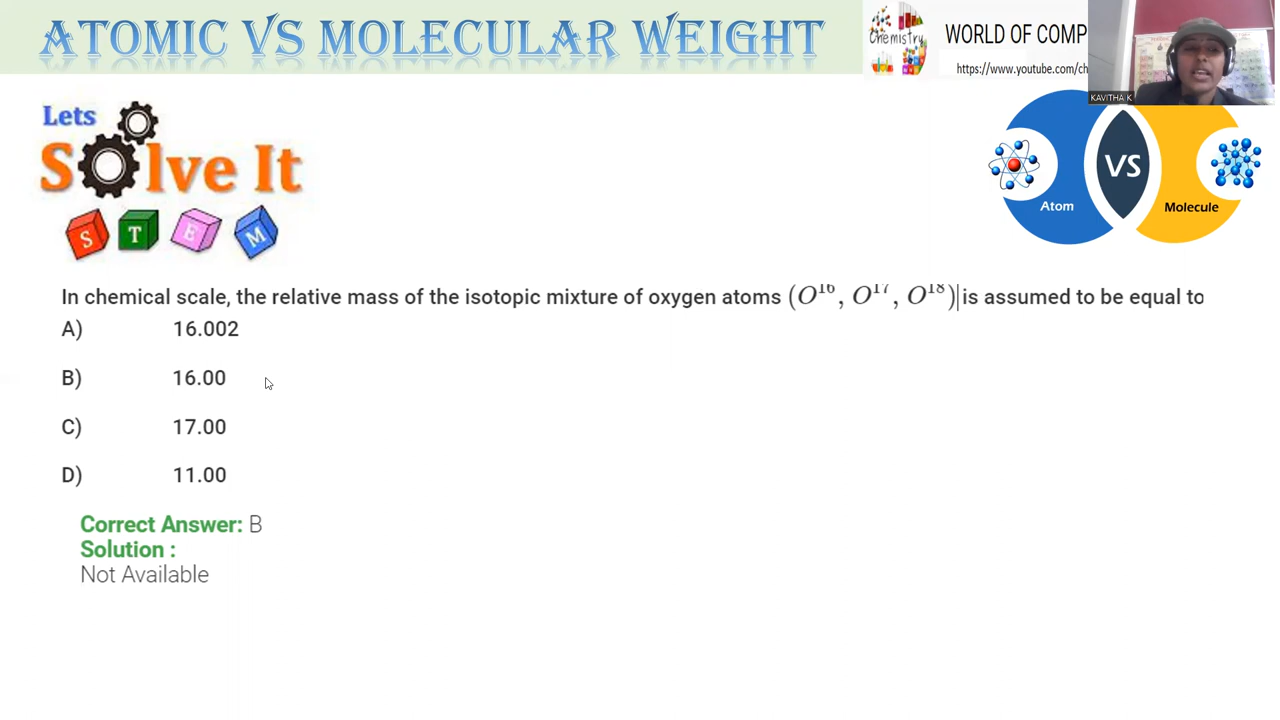 ATOMIC VS MOLECULAR WEIGHT
Chemistry
WORLD OF COMP
https://www.youtube.com/ch
KAVITHA K
Lets
Solve It
S T E M
Atom
VS
Molecule
In chemical scale, the relative mass of the isotopic mixture of oxygen atoms (O¹⁶, O¹⁷, O¹⁸) is assumed to be equal to
A) 16.002
B) 16.00
C) 17.00
D) 11.00
Correct Answer: B
Solution :
Not Available